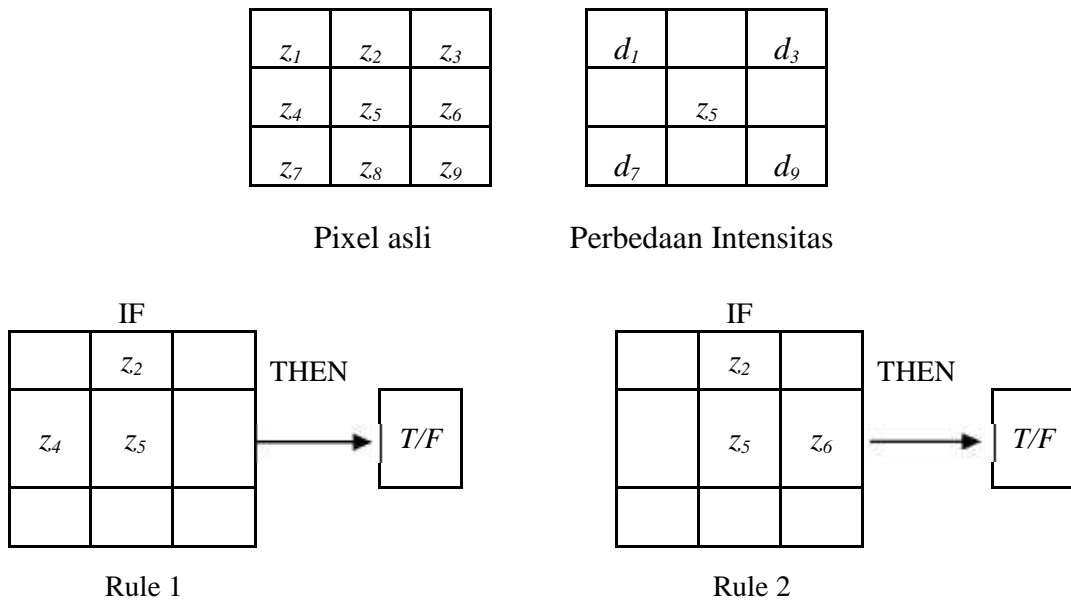 z1 z2 z3 d1 d3
z4 z5 z6 z5
z7 z8 z9 d7 d9
Pixel asli Perbedaan Intensitas
IF IF
z2 THEN z2 THEN
z4 z5 T/F z5 z6 T/F
Rule 1 Rule 2